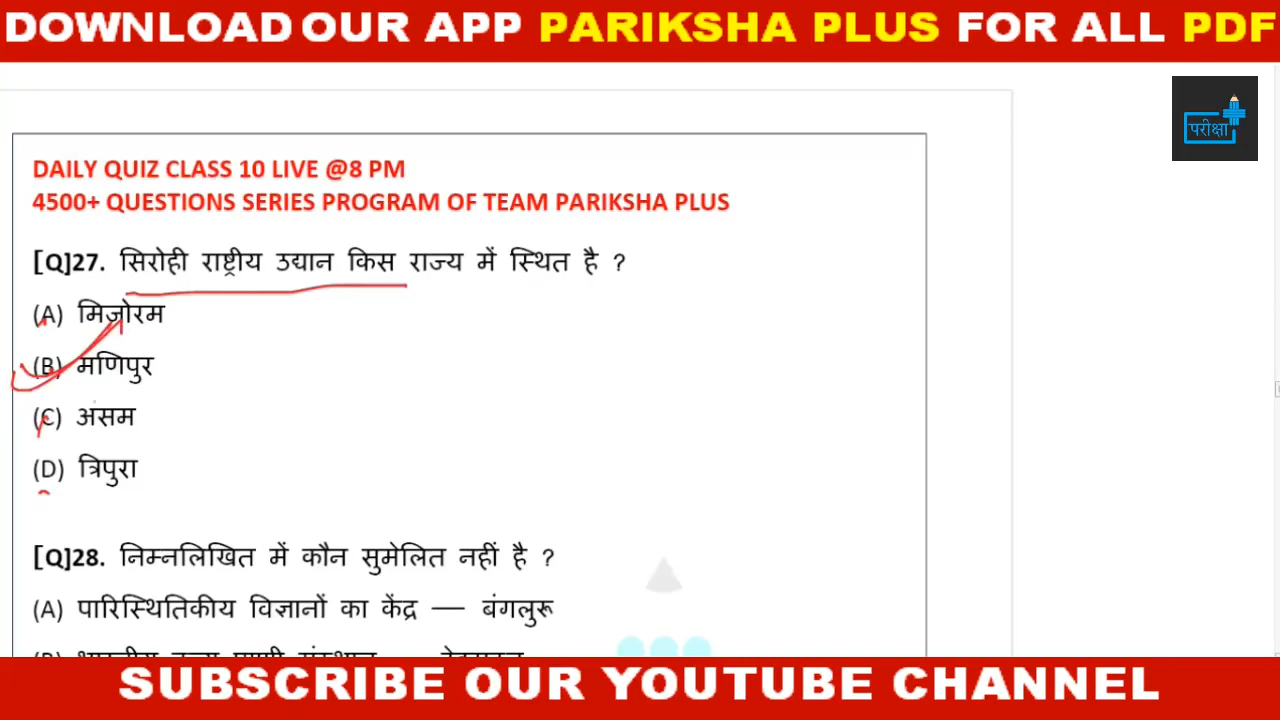 DOWNLOAD OUR APP PARIKSHA PLUS FOR ALL PDF
परीक्षा
DAILY QUIZ CLASS 10 LIVE @8 PM
4500+ QUESTIONS SERIES PROGRAM OF TEAM PARIKSHA PLUS
[Q]27. सिरोही राष्ट्रीय उद्यान किस राज्य में स्थित है ?
(A) मिज़ोरम
(B) मणिपुर
(C) असम
(D) त्रिपुरा
[Q]28. निम्नलिखित में कौन सुमेलित नहीं है ?
(A) पारिस्थितिकीय विज्ञानों का केंद्र — बंगलुरू
SUBSCRIBE OUR YOUTUBE CHANNEL